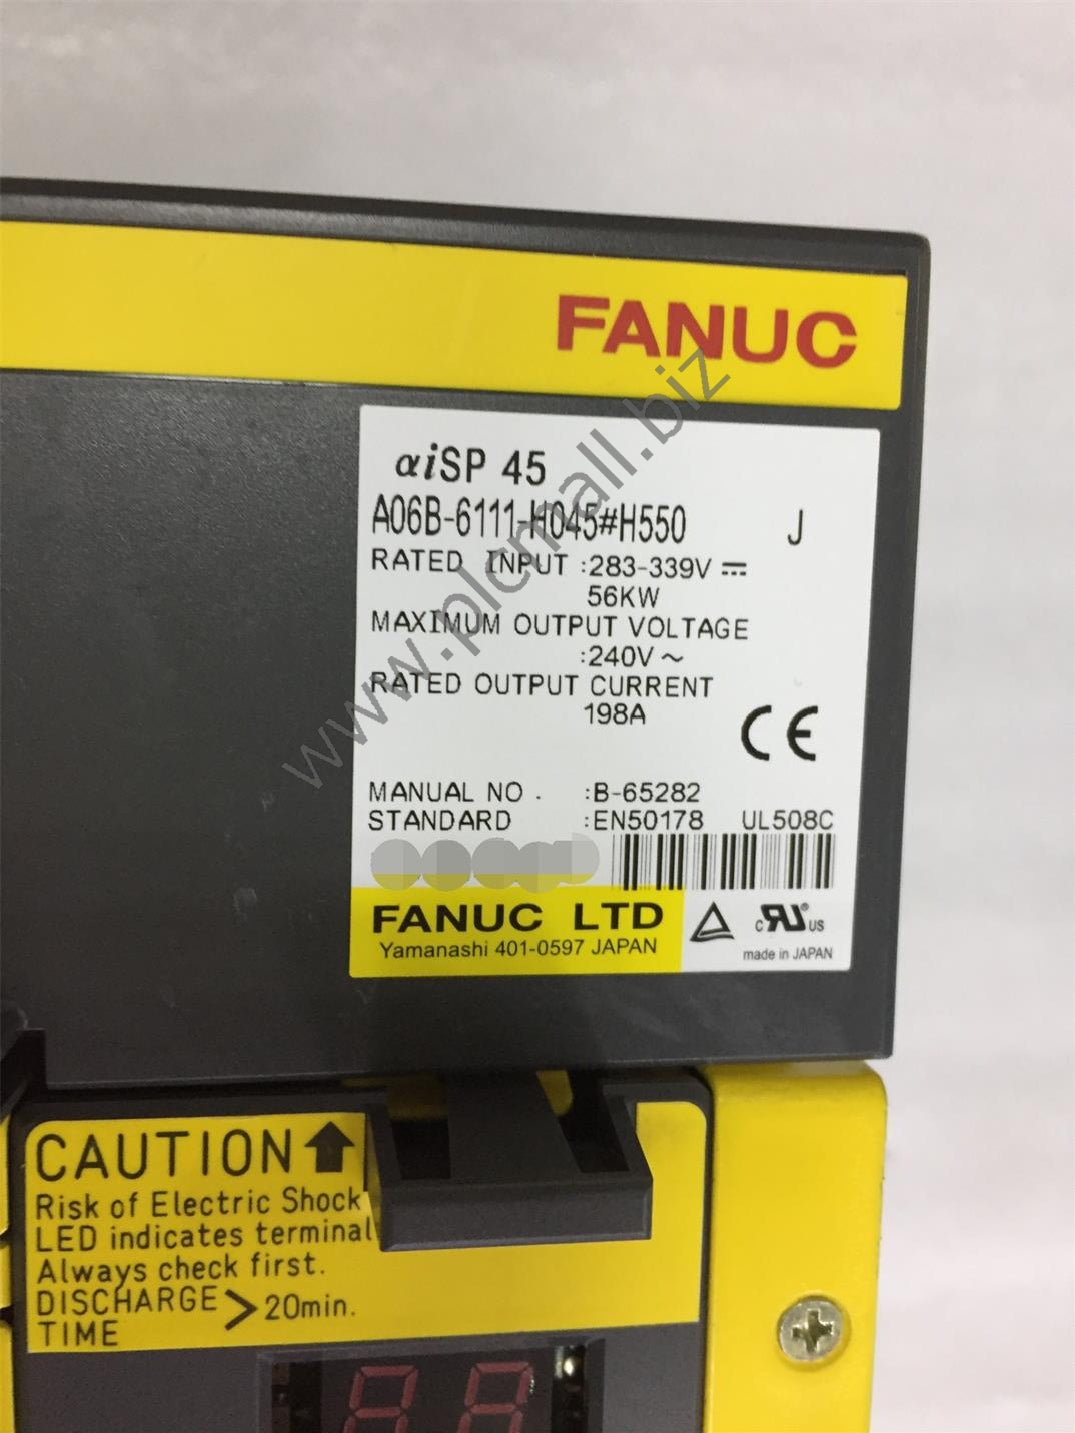 FANUC
αiSP 45
A06B-6111-H045#H550 J
RATED INPUT :283-339V ⎓
56KW
MAXIMUM OUTPUT VOLTAGE
:240V ~
RATED OUTPUT CURRENT
198A
CE
MANUAL NO . :B-65282
STANDARD :EN50178 UL508C
FANUC LTD
Yamanashi 401-0597 JAPAN
c RU US
made in JAPAN
www.plcmall.biz
CAUTION
Risk of Electric Shock
LED indicates terminal
Always check first.
DISCHARGE > 20min.
TIME